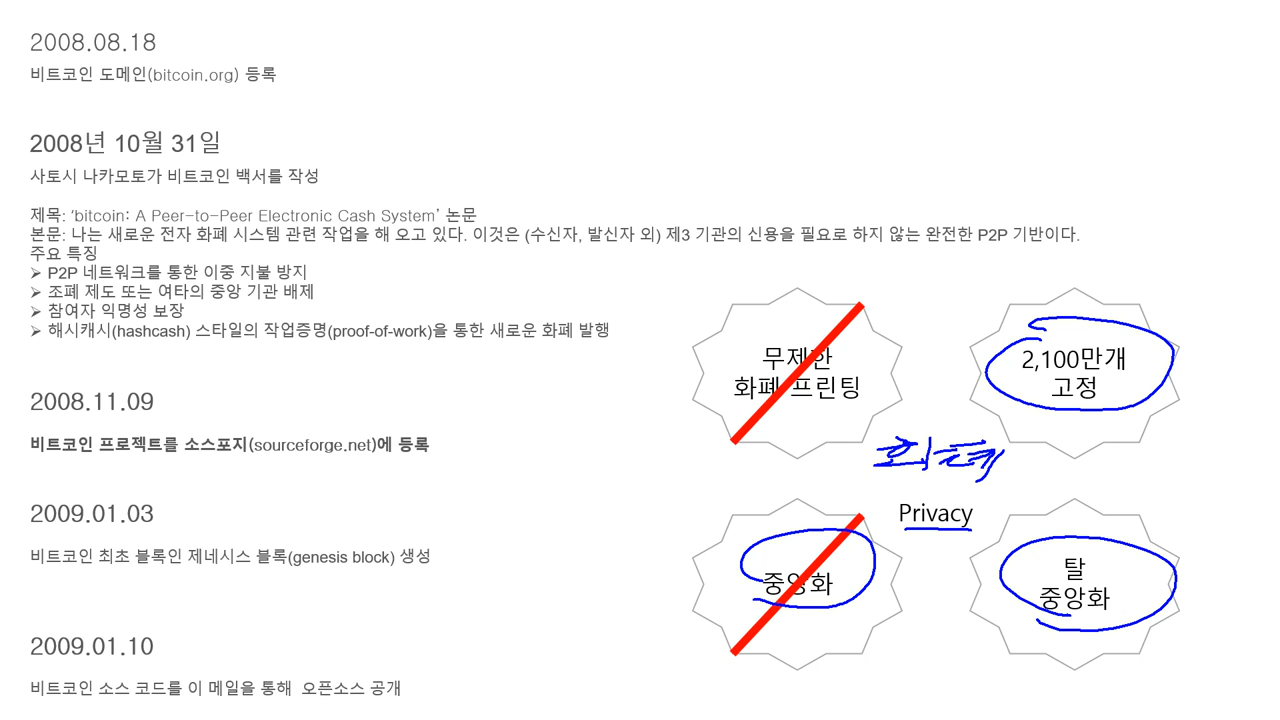 2008.08.18
비트코인 도메인(bitcoin.org) 등록
2008년 10월 31일
사토시 나카모토가 비트코인 백서를 작성
제목: ‘bitcoin: A Peer-to-Peer Electronic Cash System’ 논문
본문: 나는 새로운 전자 화폐 시스템 관련 작업을 해 오고 있다. 이것은 (수신자, 발신자 외) 제3 기관의 신용을 필요로 하지 않는 완전한 P2P 기반이다.
주요 특징
➢ P2P 네트워크를 통한 이중 지불 방지
➢ 조폐 제도 또는 여타의 중앙 기관 배제
➢ 참여자 익명성 보장
➢ 해시캐시(hashcash) 스타일의 작업증명(proof-of-work)을 통한 새로운 화폐 발행
2008.11.09
비트코인 프로젝트를 소스포지(sourceforge.net)에 등록
2009.01.03
비트코인 최초 블록인 제네시스 블록(genesis block) 생성
2009.01.10
비트코인 소스 코드를 이 메일을 통해 오픈소스 공개
무제한
화폐 프린팅
2,100만개
고정
화폐
Privacy
중앙화
탈
중앙화